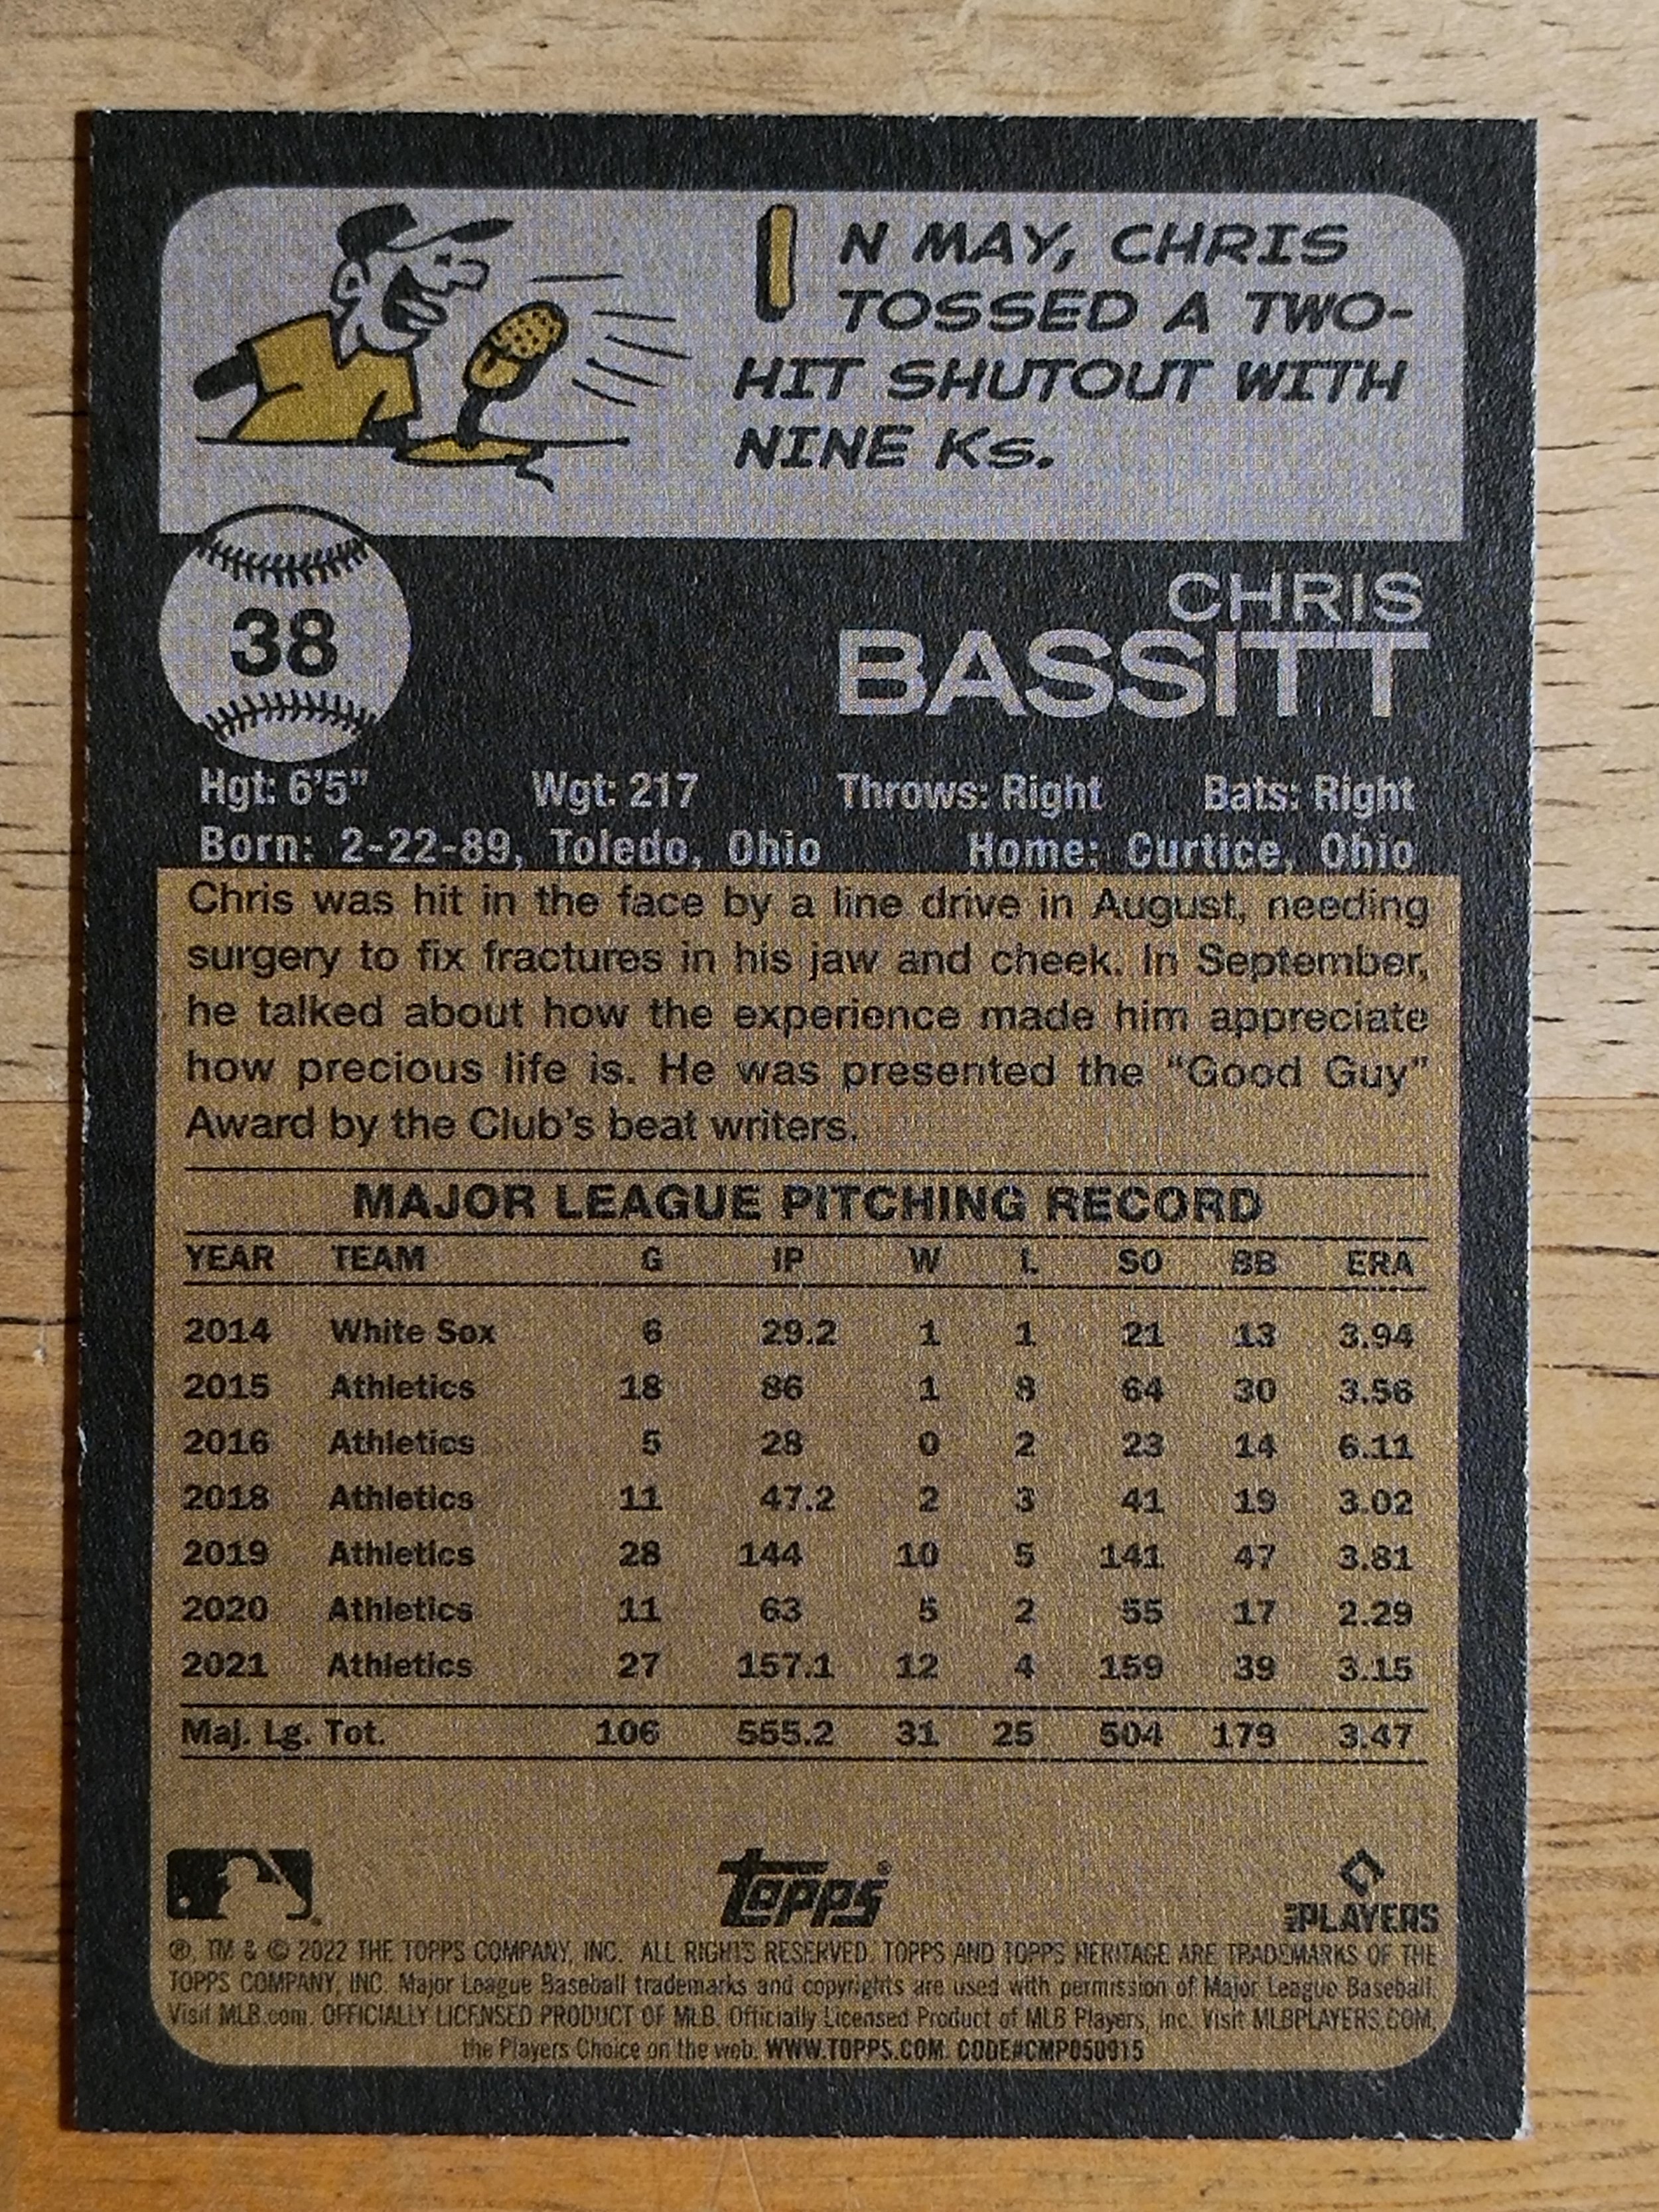 IN MAY, CHRIS
TOSSED A TWO-
HIT SHUTOUT WITH
NINE Ks.
38
CHRIS
BASSITT
Hgt: 6'5" Wgt: 217 Throws: Right Bats: Right
Born: 2-22-89, Toledo, Ohio Home: Curtice, Ohio
Chris was hit in the face by a line drive in August, needing
surgery to fix fractures in his jaw and cheek. In September,
he talked about how the experience made him appreciate
how precious life is. He was presented the “Good Guy”
Award by the Club's beat writers.
MAJOR LEAGUE PITCHING RECORD
YEAR TEAM G IP W L SO BB ERA
2014 White Sox 6 29.2 1 1 21 13 3.94
2015 Athletics 18 86 1 8 64 30 3.56
2016 Athletics 5 28 0 2 23 14 6.11
2018 Athletics 11 47.2 2 3 41 19 3.02
2019 Athletics 28 144 10 5 141 47 3.81
2020 Athletics 11 63 5 2 55 17 2.29
2021 Athletics 27 157.1 12 4 159 39 3.15
Maj. Lg. Tot. 106 555.2 31 25 504 179 3.47
Topps®
PLAYERS
®, TM & © 2022 THE TOPPS COMPANY, INC. ALL RIGHTS RESERVED. TOPPS AND TOPPS HERITAGE ARE TRADEMARKS OF THE
TOPPS COMPANY, INC. Major League Baseball trademarks and copyrights are used with permission of Major League Baseball.
Visit MLB.com. OFFICIALLY LICENSED PRODUCT OF MLB. Officially Licensed Product of MLB Players, Inc. Visit MLBPLAYERS.COM,
the Players Choice on the web. WWW.TOPPS.COM. CODE#CMP050915